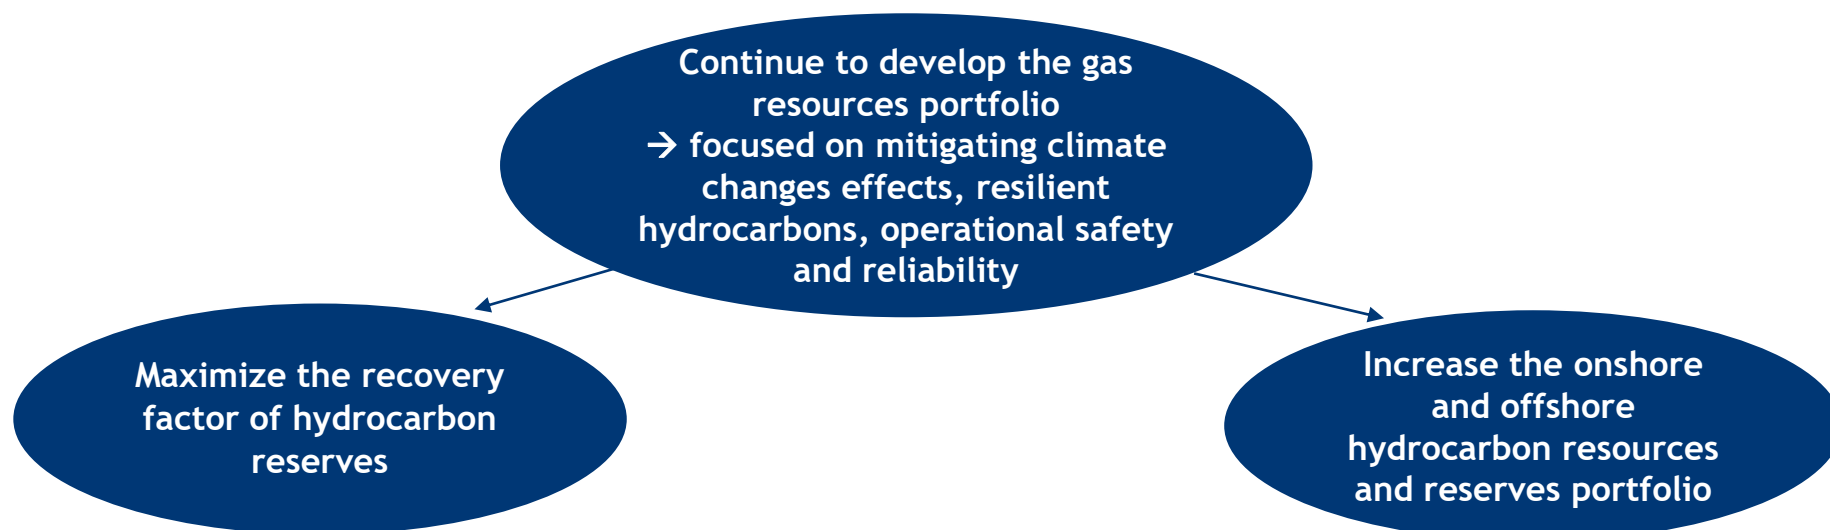 Continue to develop the gas
resources portfolio
→ focused on mitigating climate
changes effects, resilient
hydrocarbons, operational safety
and reliability
Maximize the recovery
factor of hydrocarbon
reserves
Increase the onshore
and offshore
hydrocarbon resources
and reserves portfolio